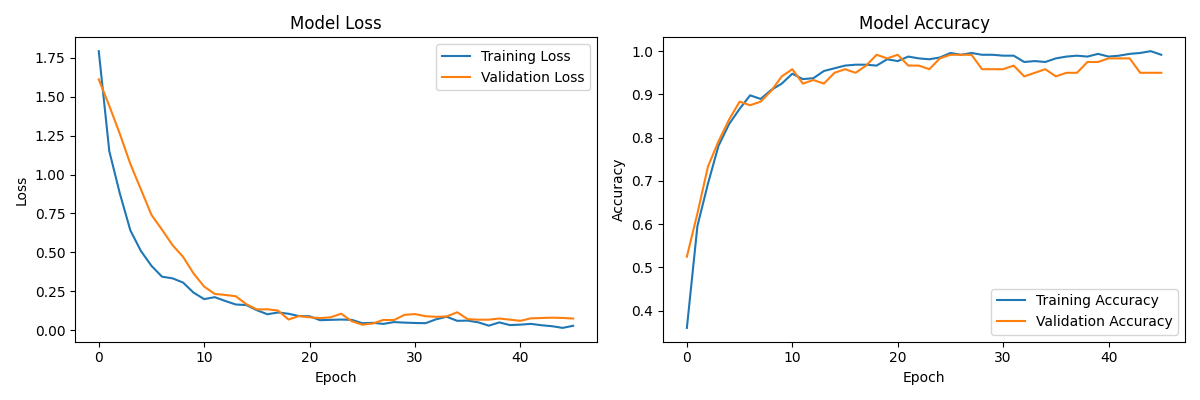 Model Loss
Loss
1.75
1.50
1.25
1.00
0.75
0.50
0.25
0.00
Training Loss
Validation Loss
0
10
20
30
40
Epoch
Model Accuracy
Accuracy
1.0
0.9
0.8
0.7
0.6
0.5
0.4
Training Accuracy
Validation Accuracy
0
10
20
30
40
Epoch